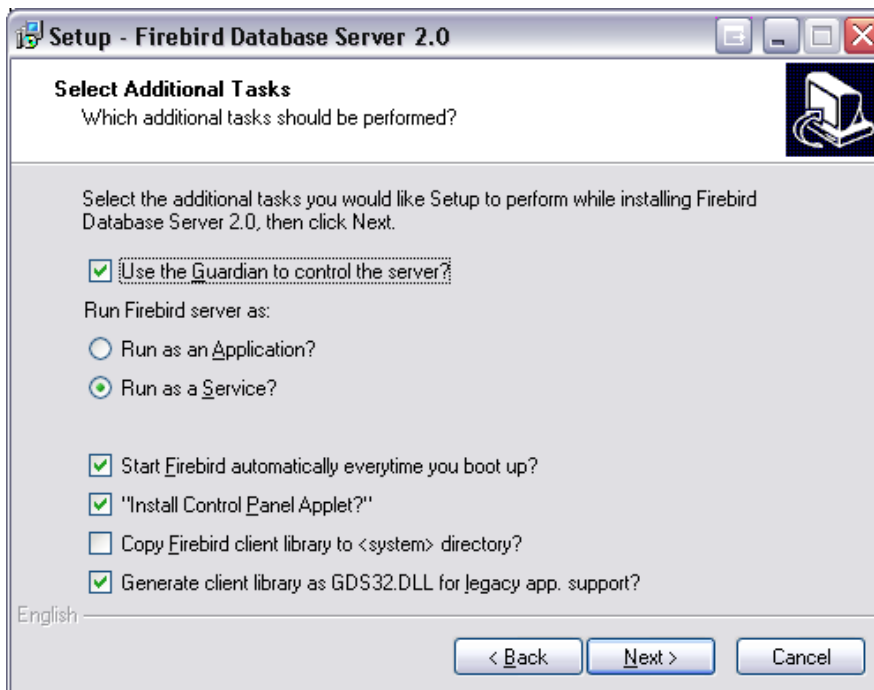 Setup - Firebird Database Server 2.0
Select Additional Tasks
Which additional tasks should be performed?
Select the additional tasks you would like Setup to perform while installing Firebird
Database Server 2.0, then click Next.
Use the Guardian to control the server?
Run Firebird server as:
Run as an Application?
Run as a Service?
Start Firebird automatically everytime you boot up?
"Install Control Panel Applet?"
Copy Firebird client library to <system> directory?
Generate client library as GDS32.DLL for legacy app. support?
English
< Back Next > Cancel